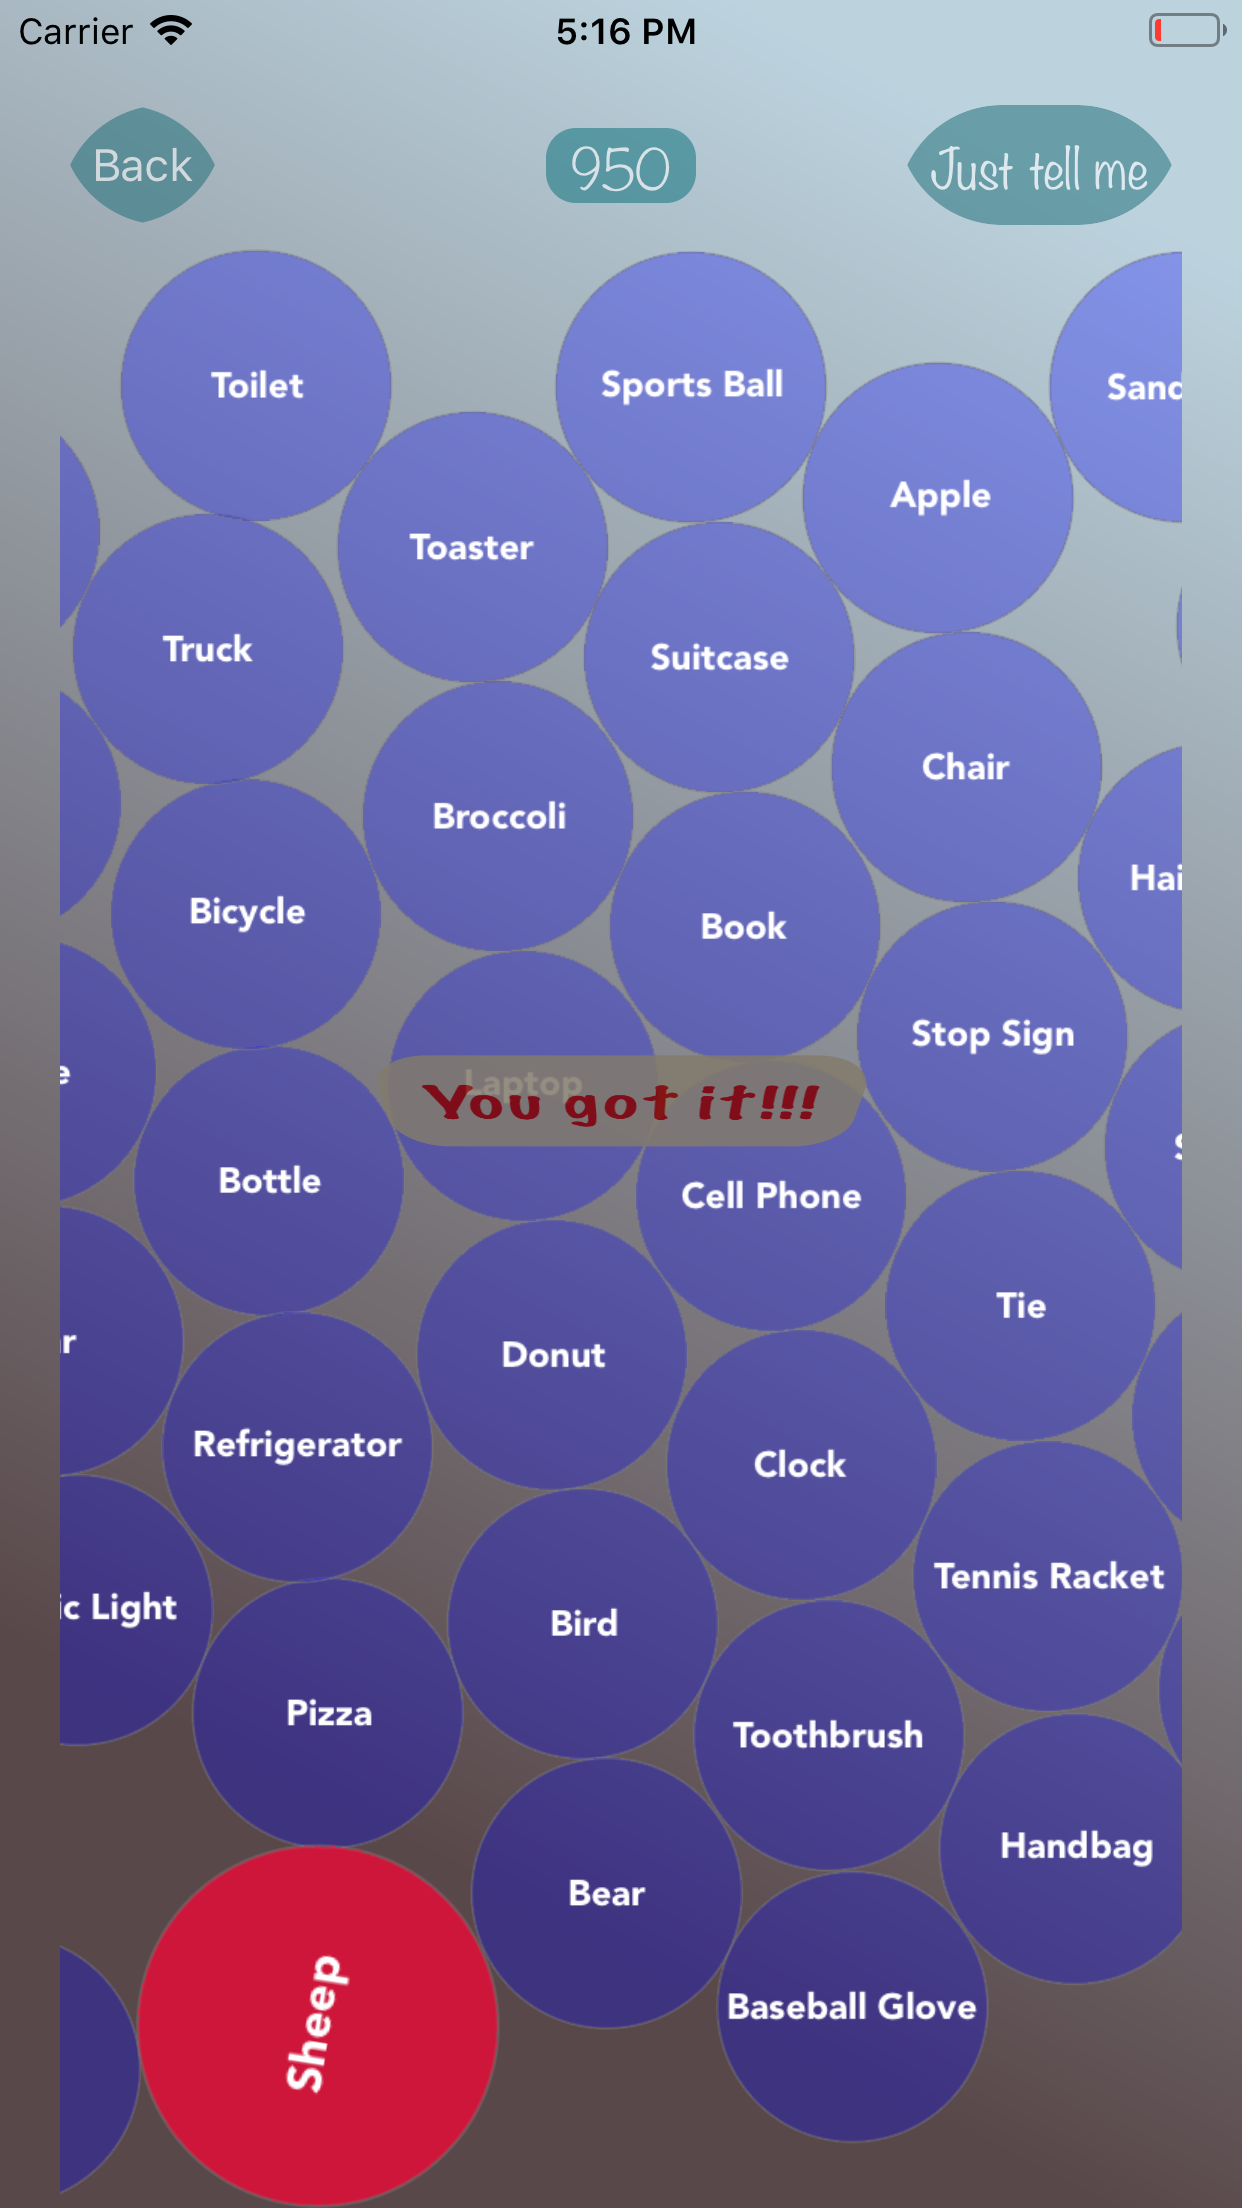 Carrier 5:16 PM
Back 950 Just tell me
Toilet
Sports Ball
Sand
Apple
Toaster
Truck
Suitcase
Chair
Broccoli
Hai
Bicycle
Book
Stop Sign
e
Laptop
You got it!!!
S
Bottle
Cell Phone
Tie
r
Donut
Refrigerator
Clock
Tennis Racket
ic Light
Bird
Pizza
Toothbrush
Handbag
Bear
Baseball Glove
Sheep